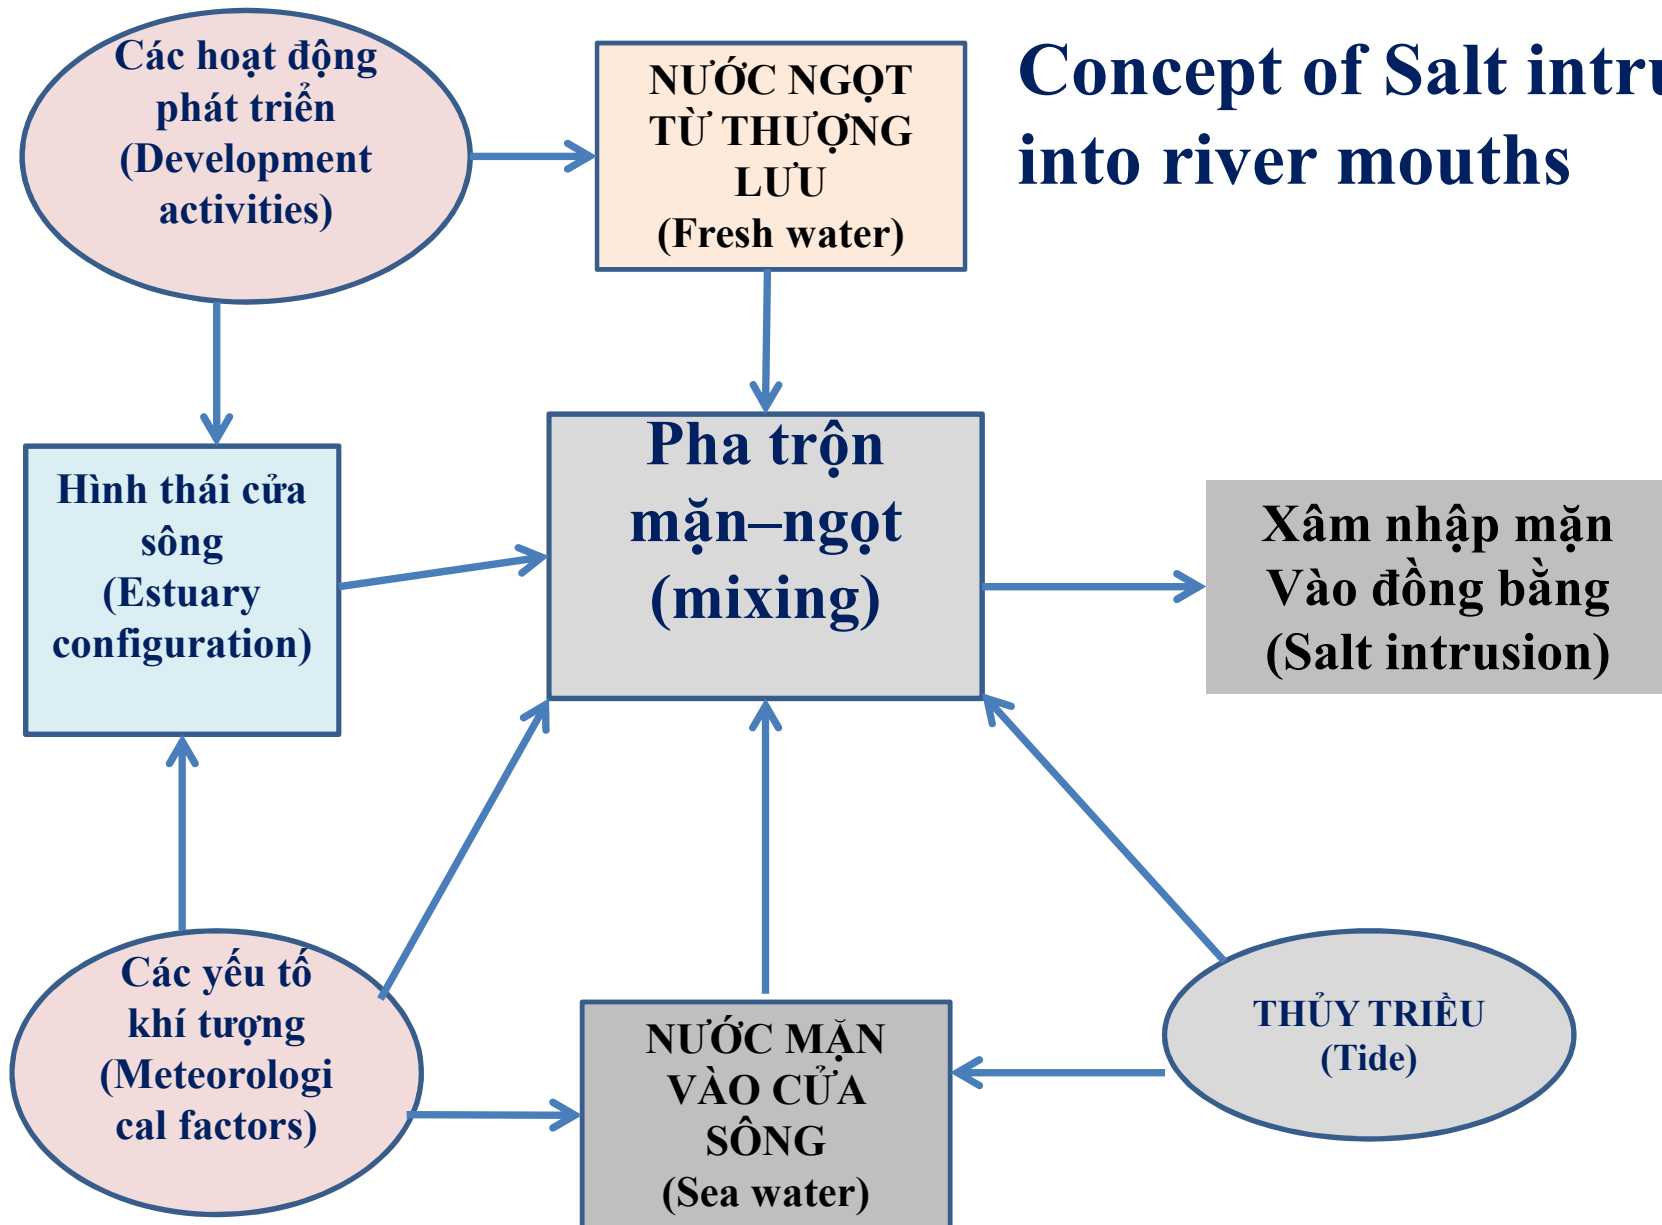 Các hoạt động
phát triển
(Development
activities)
NƯỚC NGỌT
TỪ THƯỢNG
LƯU
(Fresh water)
Concept of Salt intru
into river mouths
Hình thái cửa
sông
(Estuary
configuration)
Pha trộn
mặn–ngọt
(mixing)
Xâm nhập mặn
Vào đồng bằng
(Salt intrusion)
Các yếu tố
khí tượng
(Meteorologi
cal factors)
NƯỚC MẶN
VÀO CỬA
SÔNG
(Sea water)
THỦY TRIỀU
(Tide)